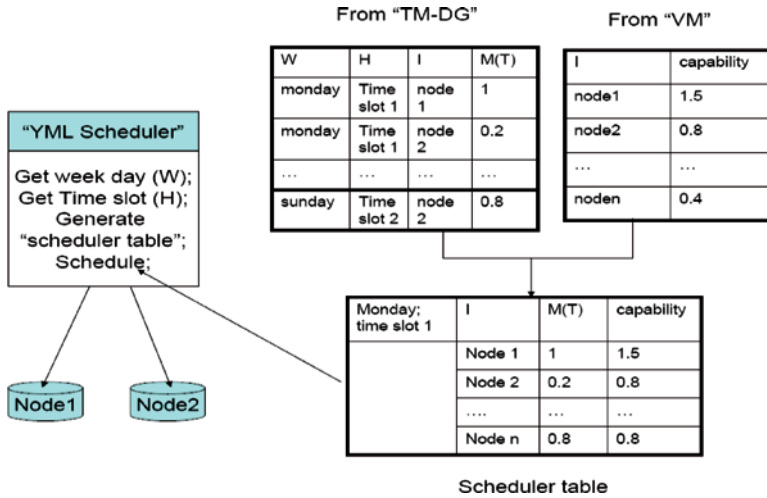 From “TM-DG”
From “VM”
W H I M(T)
monday Time slot 1 node 1 1
monday Time slot 1 node 2 0.2
... ... ... ...
sunday Time slot 2 node 2 0.8
I capability
node1 1.5
node2 0.8
... ...
noden 0.4
“YML Scheduler”
Get week day (W);
Get Time slot (H);
Generate
“scheduler table”;
Schedule;
Node1
Node2
Monday; time slot 1 I M(T) capability
Node 1 1 1.5
Node 2 0.2 0.8
.... ... ...
Node n 0.8 0.8
Scheduler table